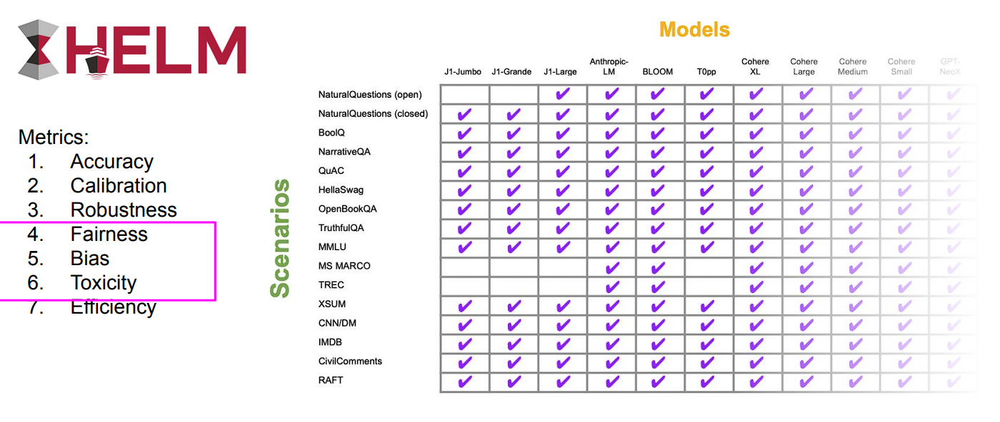 HELM
Metrics:
1. Accuracy
2. Calibration
3. Robustness
4. Fairness
5. Bias
6. Toxicity
7. Efficiency
Scenarios
Models
J1-Jumbo J1-Grande J1-Large Anthropic-LM BLOOM T0pp Cohere XL Cohere Large Cohere Medium Cohere Small GPT-NeoX
NaturalQuestions (open)
NaturalQuestions (closed)
BoolQ
NarrativeQA
QuAC
HellaSwag
OpenBookQA
TruthfulQA
MMLU
MS MARCO
TREC
XSUM
CNN/DM
IMDB
CivilComments
RAFT